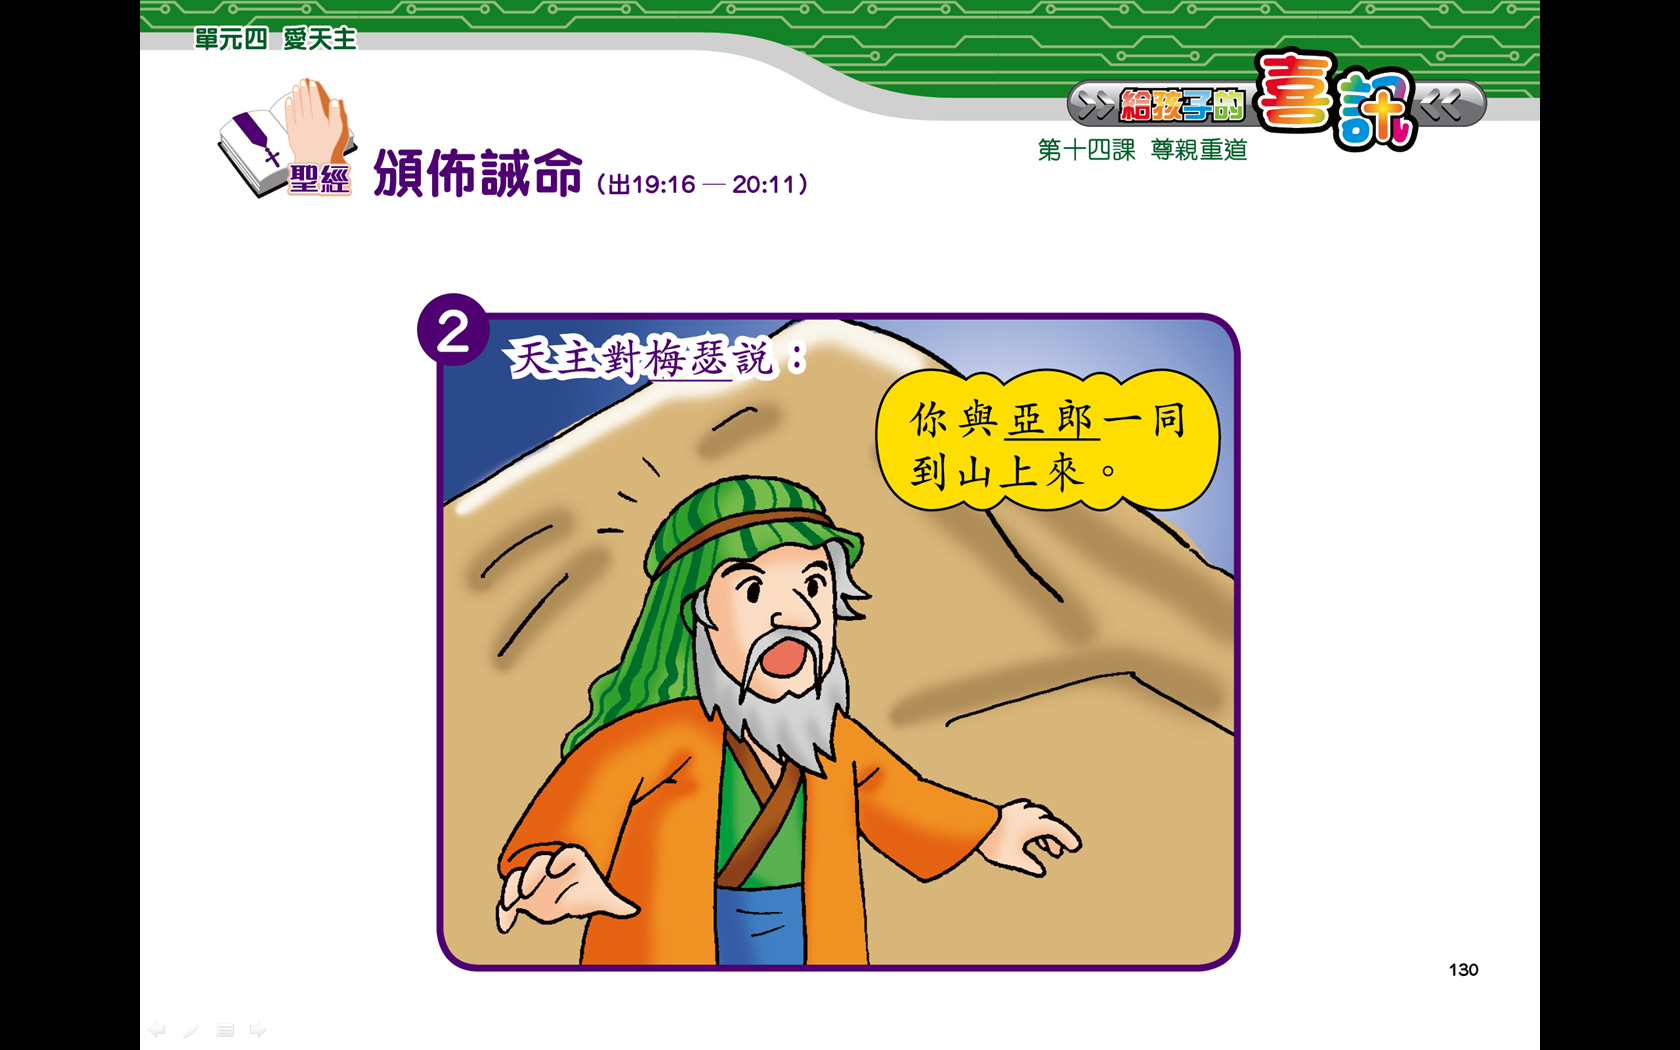 單元四 愛天主
給孩子的喜訊
第十四課 尊親重道
聖經
頒佈誡命（出19:16 — 20:11）
2
天主對梅瑟說：
你與亞郎一同
到山上來。
130